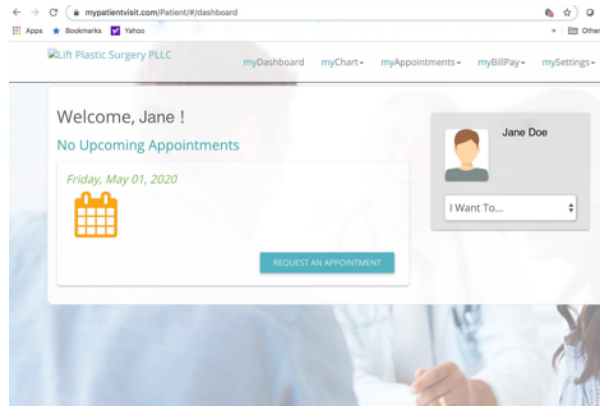 mypatientvisit.com/Patient/#/dashboard
Apps Bookmarks Yahoo » Other
Lift Plastic Surgery PLLC myDashboard myChart myAppointments myBillPay mySettings
Welcome, Jane !
No Upcoming Appointments
Jane Doe
Friday, May 01, 2020
I Want To...
REQUEST AN APPOINTMENT